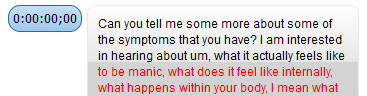 0:00:00;00
Can you tell me some more about some of
the symptoms that you have? I am interested
in hearing about um, what it actually feels like
to be manic, what does it feel like internally,
what happens within your body, I mean what